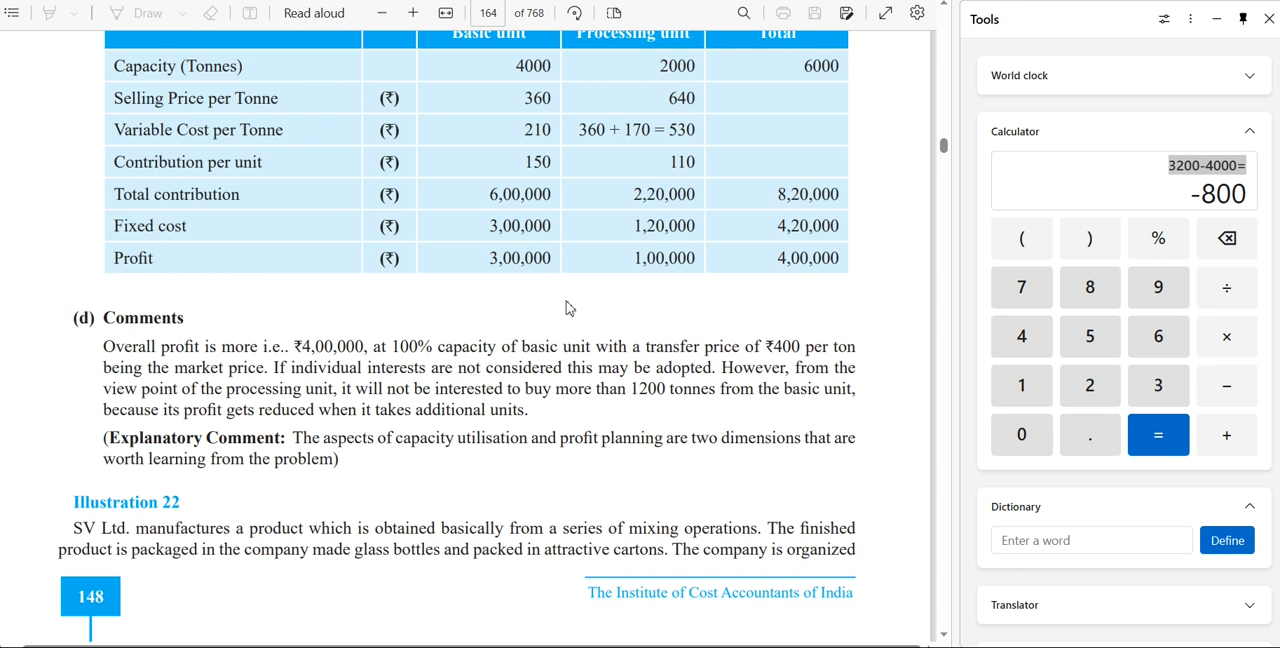 Draw
Read aloud
164 of 768
Basic unit Processing unit Total
Capacity (Tonnes) 4000 2000 6000
Selling Price per Tonne (₹) 360 640
Variable Cost per Tonne (₹) 210 360 + 170 = 530
Contribution per unit (₹) 150 110
Total contribution (₹) 6,00,000 2,20,000 8,20,000
Fixed cost (₹) 3,00,000 1,20,000 4,20,000
Profit (₹) 3,00,000 1,00,000 4,00,000
(d) Comments
Overall profit is more i.e.. ₹4,00,000, at 100% capacity of basic unit with a transfer price of ₹400 per ton
being the market price. If individual interests are not considered this may be adopted. However, from the
view point of the processing unit, it will not be interested to buy more than 1200 tonnes from the basic unit,
because its profit gets reduced when it takes additional units.
(Explanatory Comment: The aspects of capacity utilisation and profit planning are two dimensions that are
worth learning from the problem)
Illustration 22
SV Ltd. manufactures a product which is obtained basically from a series of mixing operations. The finished
product is packaged in the company made glass bottles and packed in attractive cartons. The company is organized
148
The Institute of Cost Accountants of India
Tools
World clock
Calculator
3200-4000=
-800
( ) %
7 8 9 ÷
4 5 6 ×
1 2 3 −
0 . = +
Dictionary
Enter a word Define
Translator